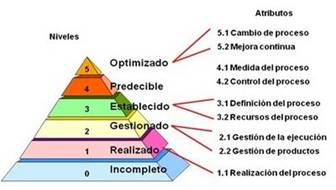 Atributos
Niveles
5.1 Cambio de proceso
5.2 Mejora continua
5
Optimizado
4.1 Medida del proceso
4.2 Control del proceso
4
Predecible
3.1 Definición del proceso
3.2 Recursos del proceso
3
Establecido
2.1 Gestión de la ejecución
2.2 Gestión de productos
2
Gestionado
1
Realizado
1.1 Realización del proceso
0
Incompleto